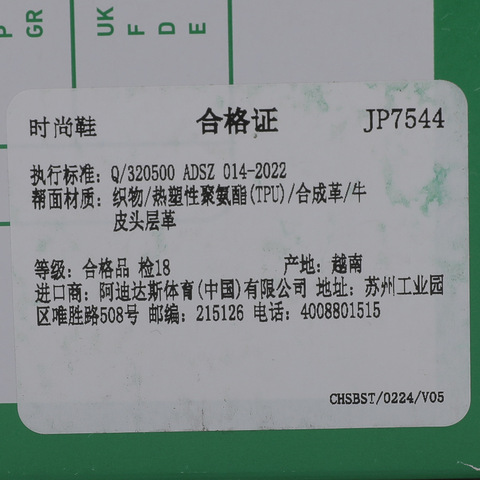 P GR
UK F D E
时尚鞋 合格证 JP7544
执行标准: Q/320500 ADSZ 014-2022
帮面材质: 织物/热塑性聚氨酯(TPU)/合成革/牛
皮头层革
等级: 合格品 检18 产地: 越南
进口商: 阿迪达斯体育(中国)有限公司 地址: 苏州工业园
区唯胜路508号 邮编: 215126 电话: 4008801515
CHSBST/0224/V05